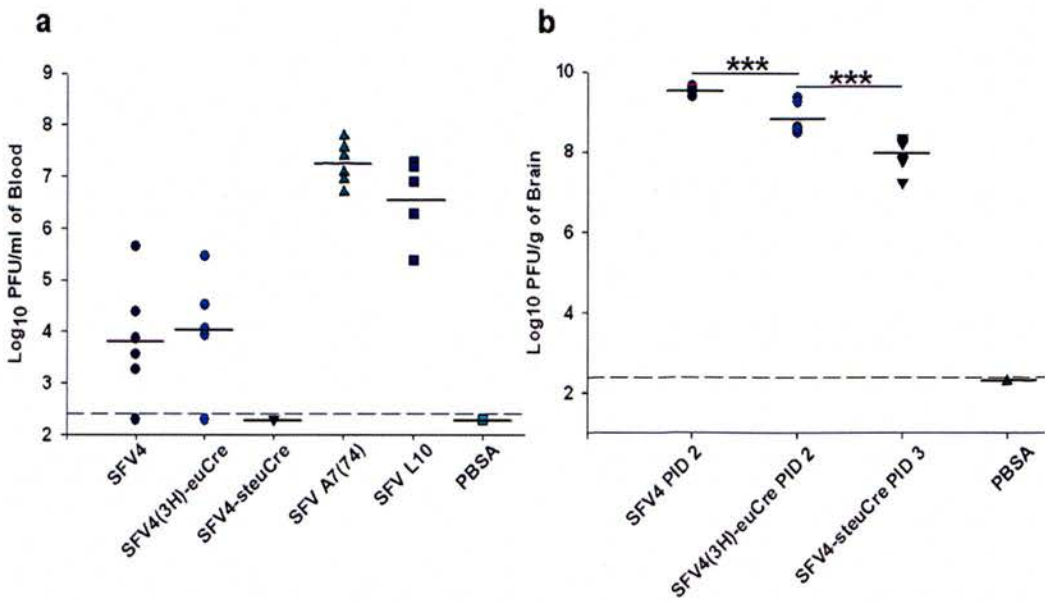 a
9
8
7
6
5
4
3
2
Log10 PFU/ml of Blood
SFV4
SFV4(3H)-euCre
SFV4-steuCre
SFV A7(74)
SFV L10
PBSA
b
***
***
10
8
6
4
2
Log10 PFU/g of Brain
SFV4 PID 2
SFV4(3H)-euCre PID 2
SFV4-steuCre PID 3
PBSA